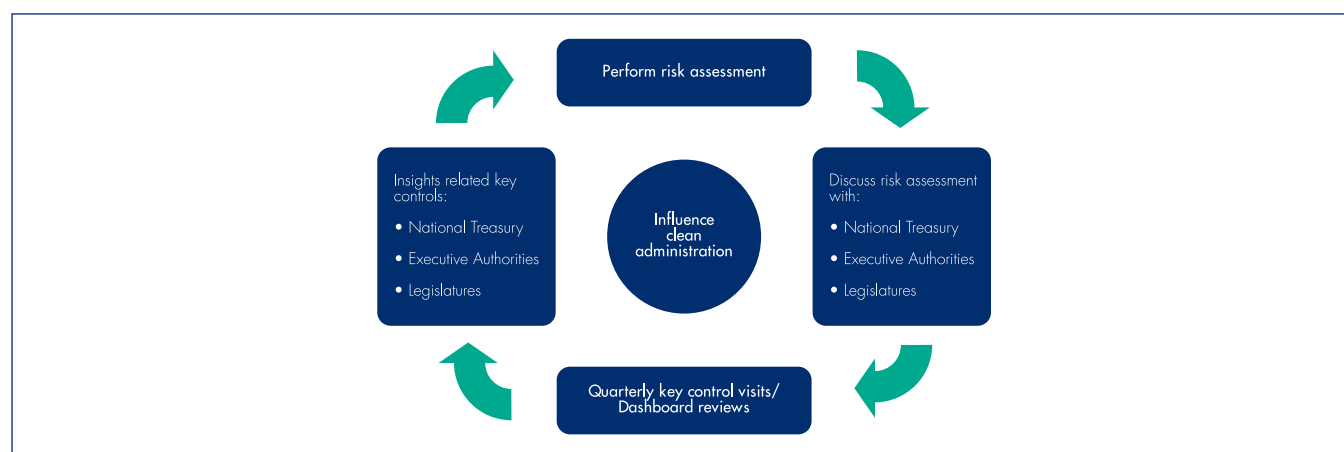 Perform risk assessment
Insights related key
controls:
• National Treasury
• Executive Authorities
• Legislatures
Influence
clean
administration
Discuss risk assessment
with:
• National Treasury
• Executive Authorities
• Legislatures
Quarterly key control visits/
Dashboard reviews